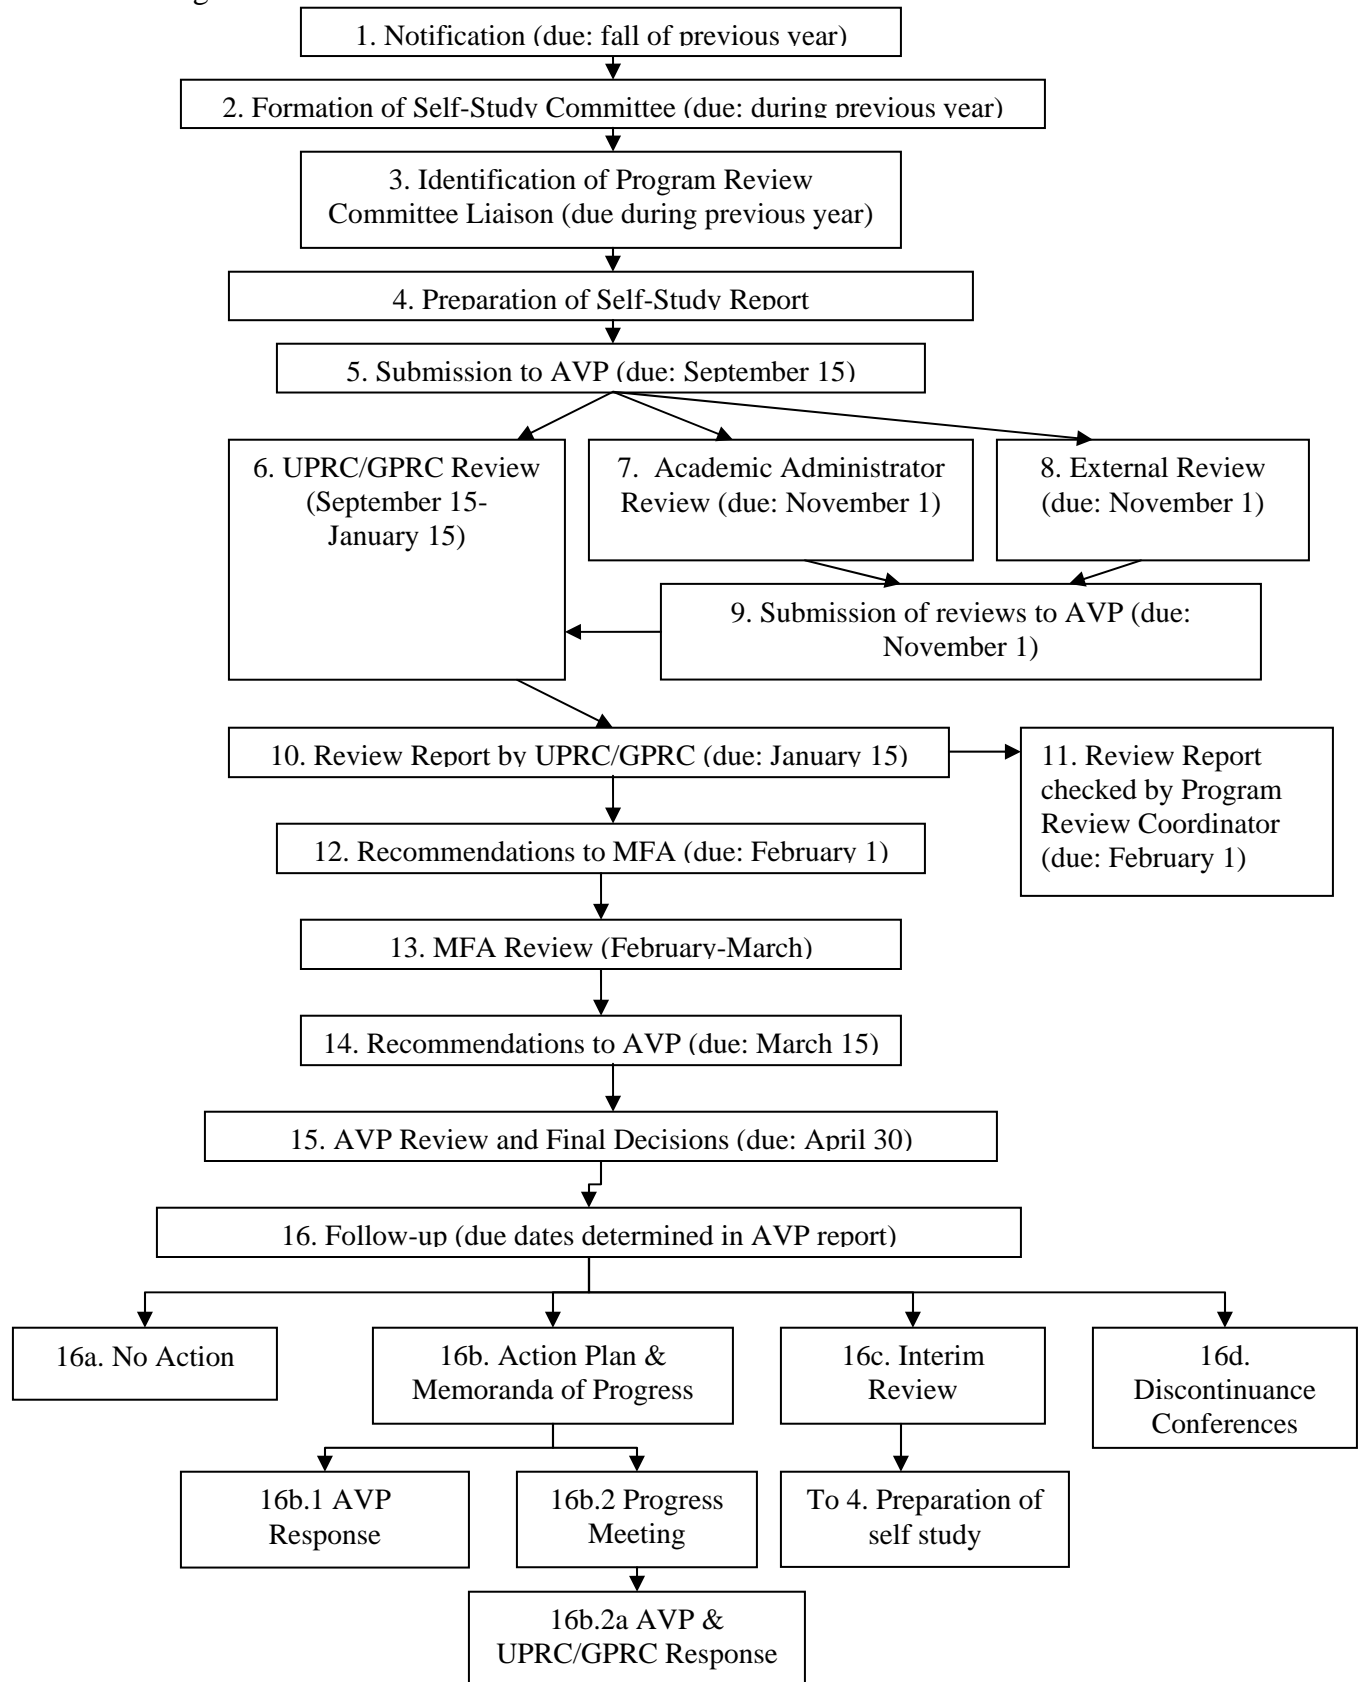 1. Notification (due: fall of previous year)
2. Formation of Self-Study Committee (due: during previous year)
3. Identification of Program Review
Committee Liaison (due during previous year)
4. Preparation of Self-Study Report
5. Submission to AVP (due: September 15)
6. UPRC/GPRC Review
(September 15-
January 15)
7. Academic Administrator
Review (due: November 1)
8. External Review
(due: November 1)
9. Submission of reviews to AVP (due:
November 1)
10. Review Report by UPRC/GPRC (due: January 15)
11. Review Report
checked by Program
Review Coordinator
(due: February 1)
12. Recommendations to MFA (due: February 1)
13. MFA Review (February-March)
14. Recommendations to AVP (due: March 15)
15. AVP Review and Final Decisions (due: April 30)
16. Follow-up (due dates determined in AVP report)
16a. No Action
16b. Action Plan &
Memoranda of Progress
16c. Interim
Review
16d.
Discontinuance
Conferences
16b.1 AVP
Response
16b.2 Progress
Meeting
To 4. Preparation of
self study
16b.2a AVP &
UPRC/GPRC Response